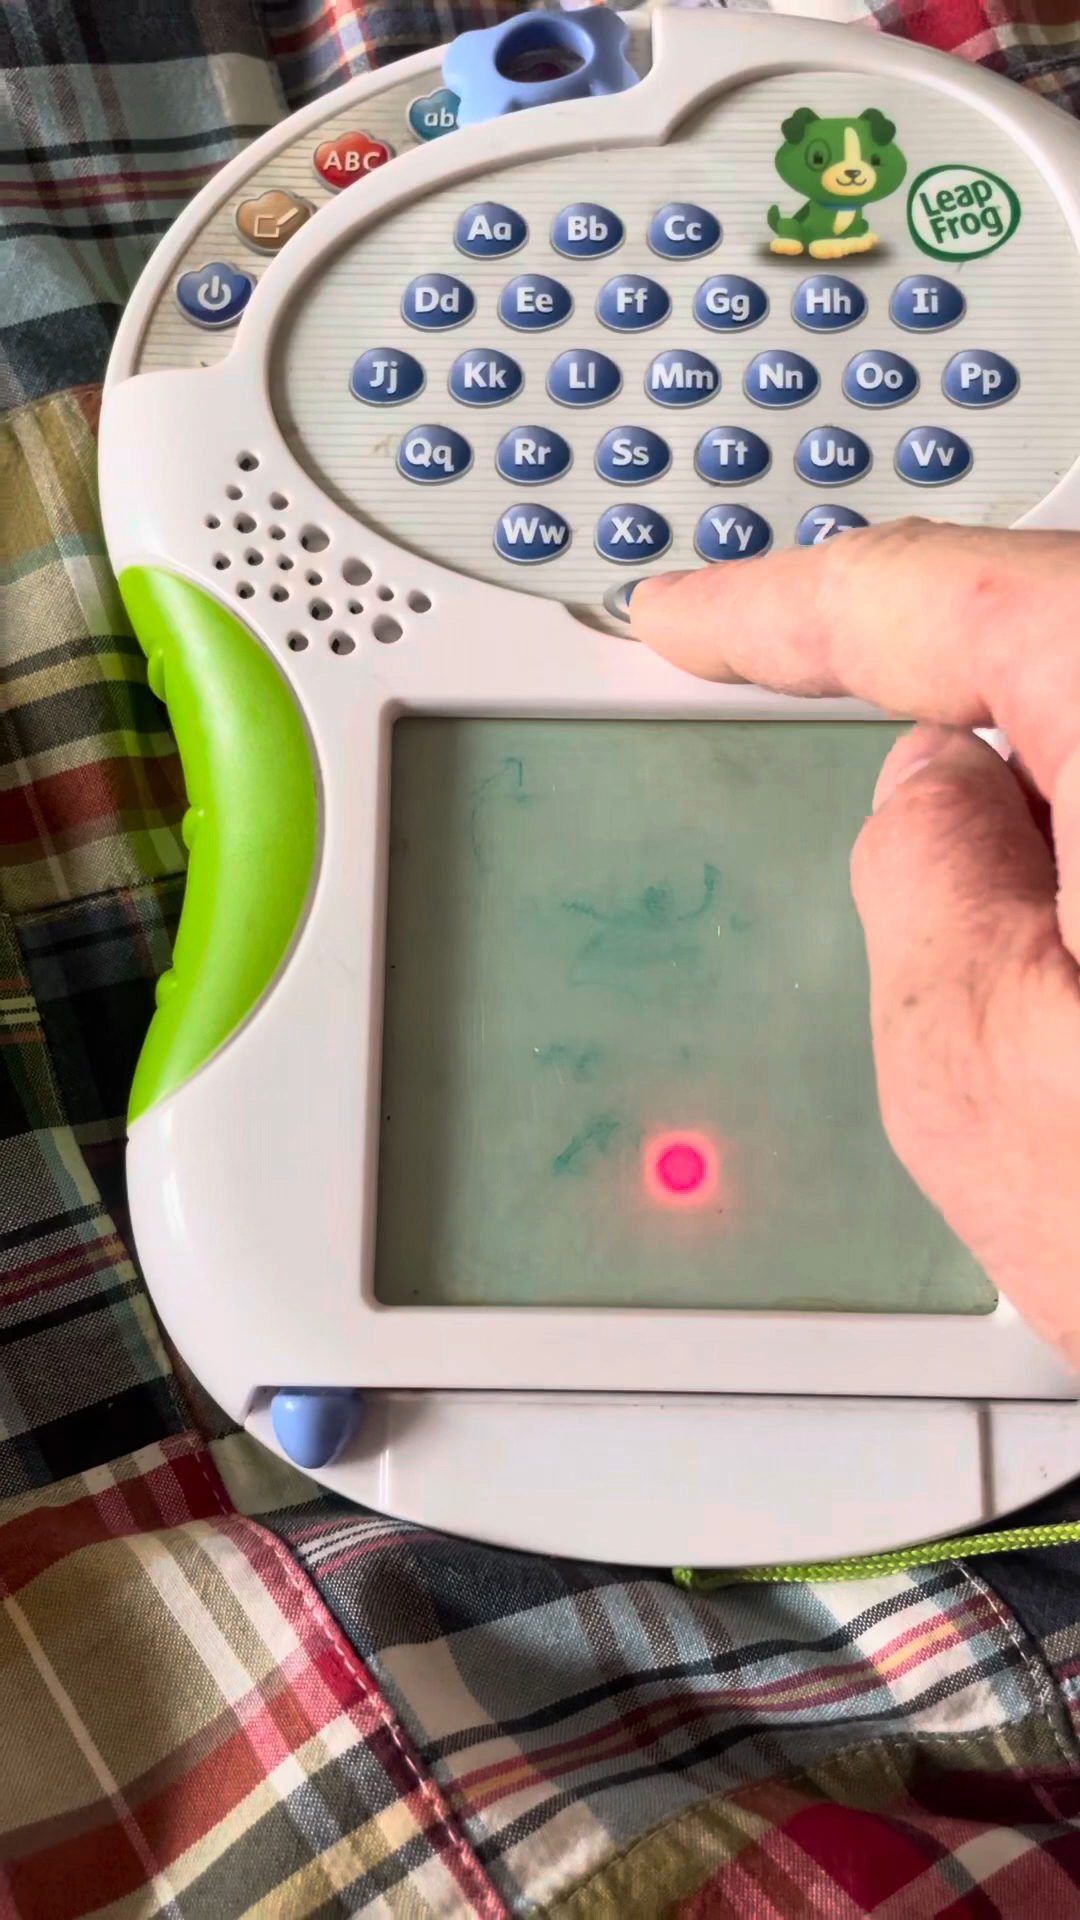 ab
ABC
Leap
Frog
Aa Bb Cc
Dd Ee Ff Gg Hh Ii
Jj Kk Ll Mm Nn Oo Pp
Qq Rr Ss Tt Uu Vv
Ww Xx Yy Zz